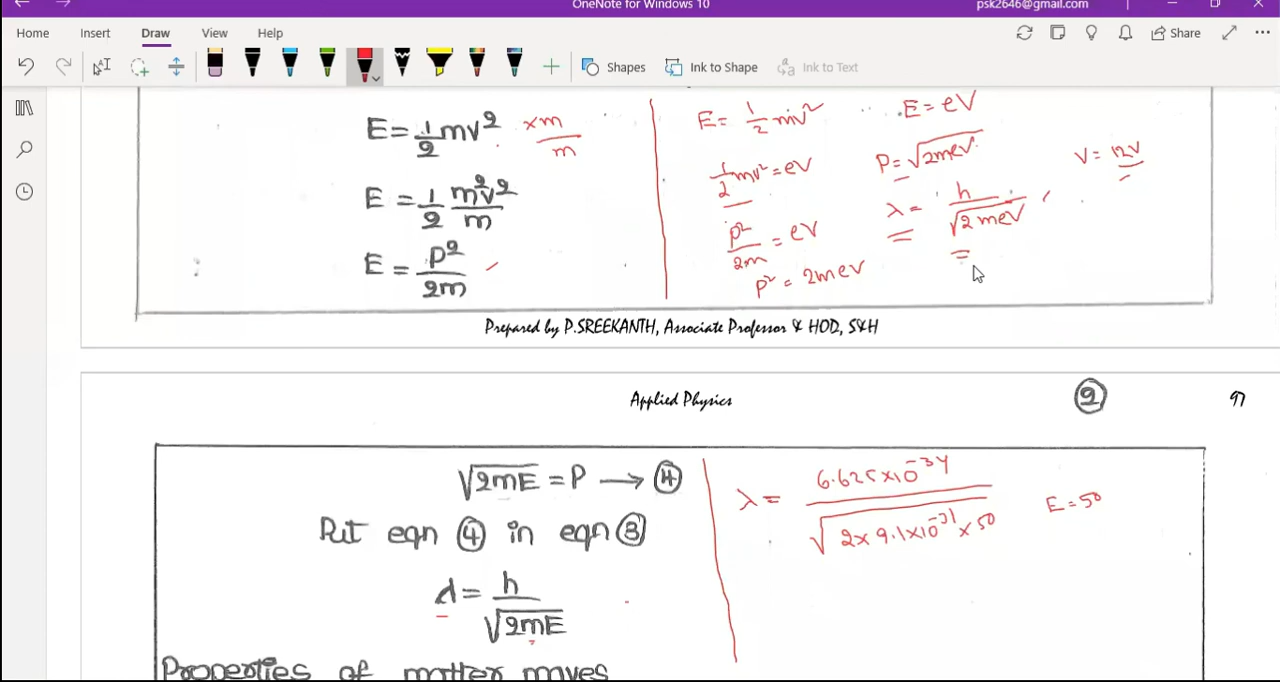 OneNote for Windows 10
psk2646@gmail.com
Home Insert Draw View Help
Share
Shapes Ink to Shape Ink to Text
E = 1/2 mv² × m/m
E = 1/2 m²v²/m
E = p²/2m
E = 1/2 mv²
1/2 mv² = eV
p²/2m = eV
p² = 2meV
E = eV
P = √2meV
λ = h/√2meV
V = 12V
Prepared by P.SREEKANTH, Associate Professor & HOD, S&H
Applied Physics
9
97
√2mE = P → ④
Put eqn ④ in eqn ③
λ = h/√2mE
Properties of matter moves
λ = 6.625×10⁻³⁴/√2×9.1×10⁻³¹×50
E = 50